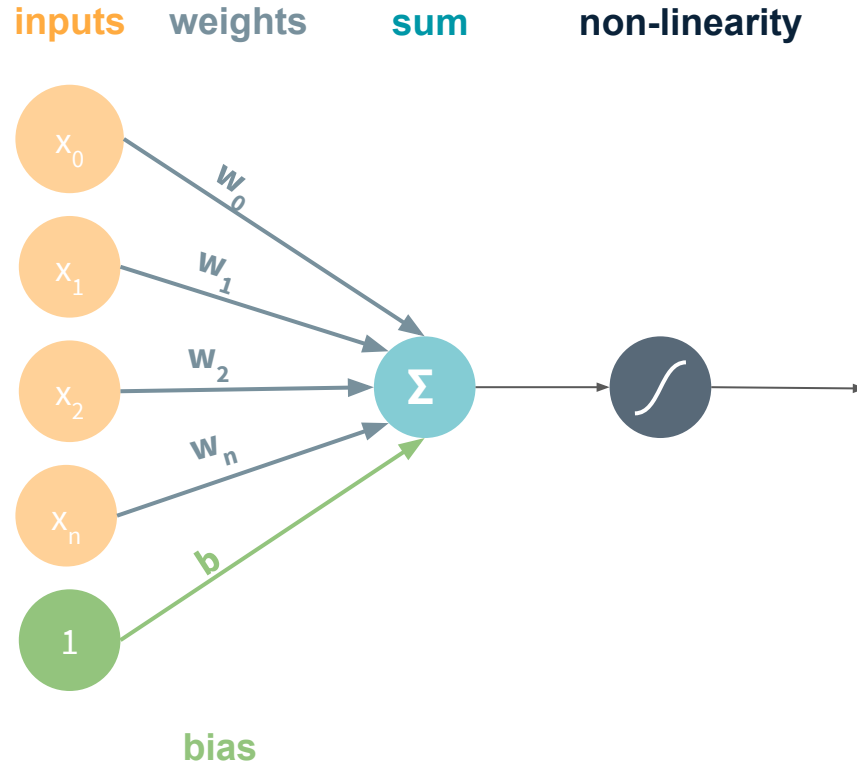 inputs weights sum non-linearity
x₀
w₀
x₁
w₁
x₂
w₂
Σ
xₙ
wₙ
1
b
bias